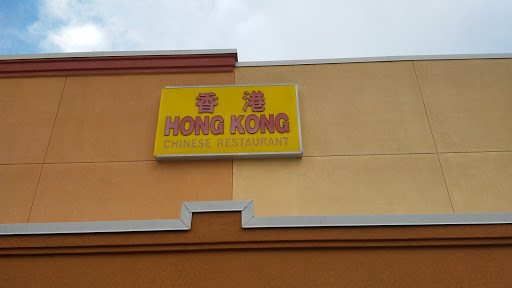 香港
HONG KONG
CHINESE RESTAURANT